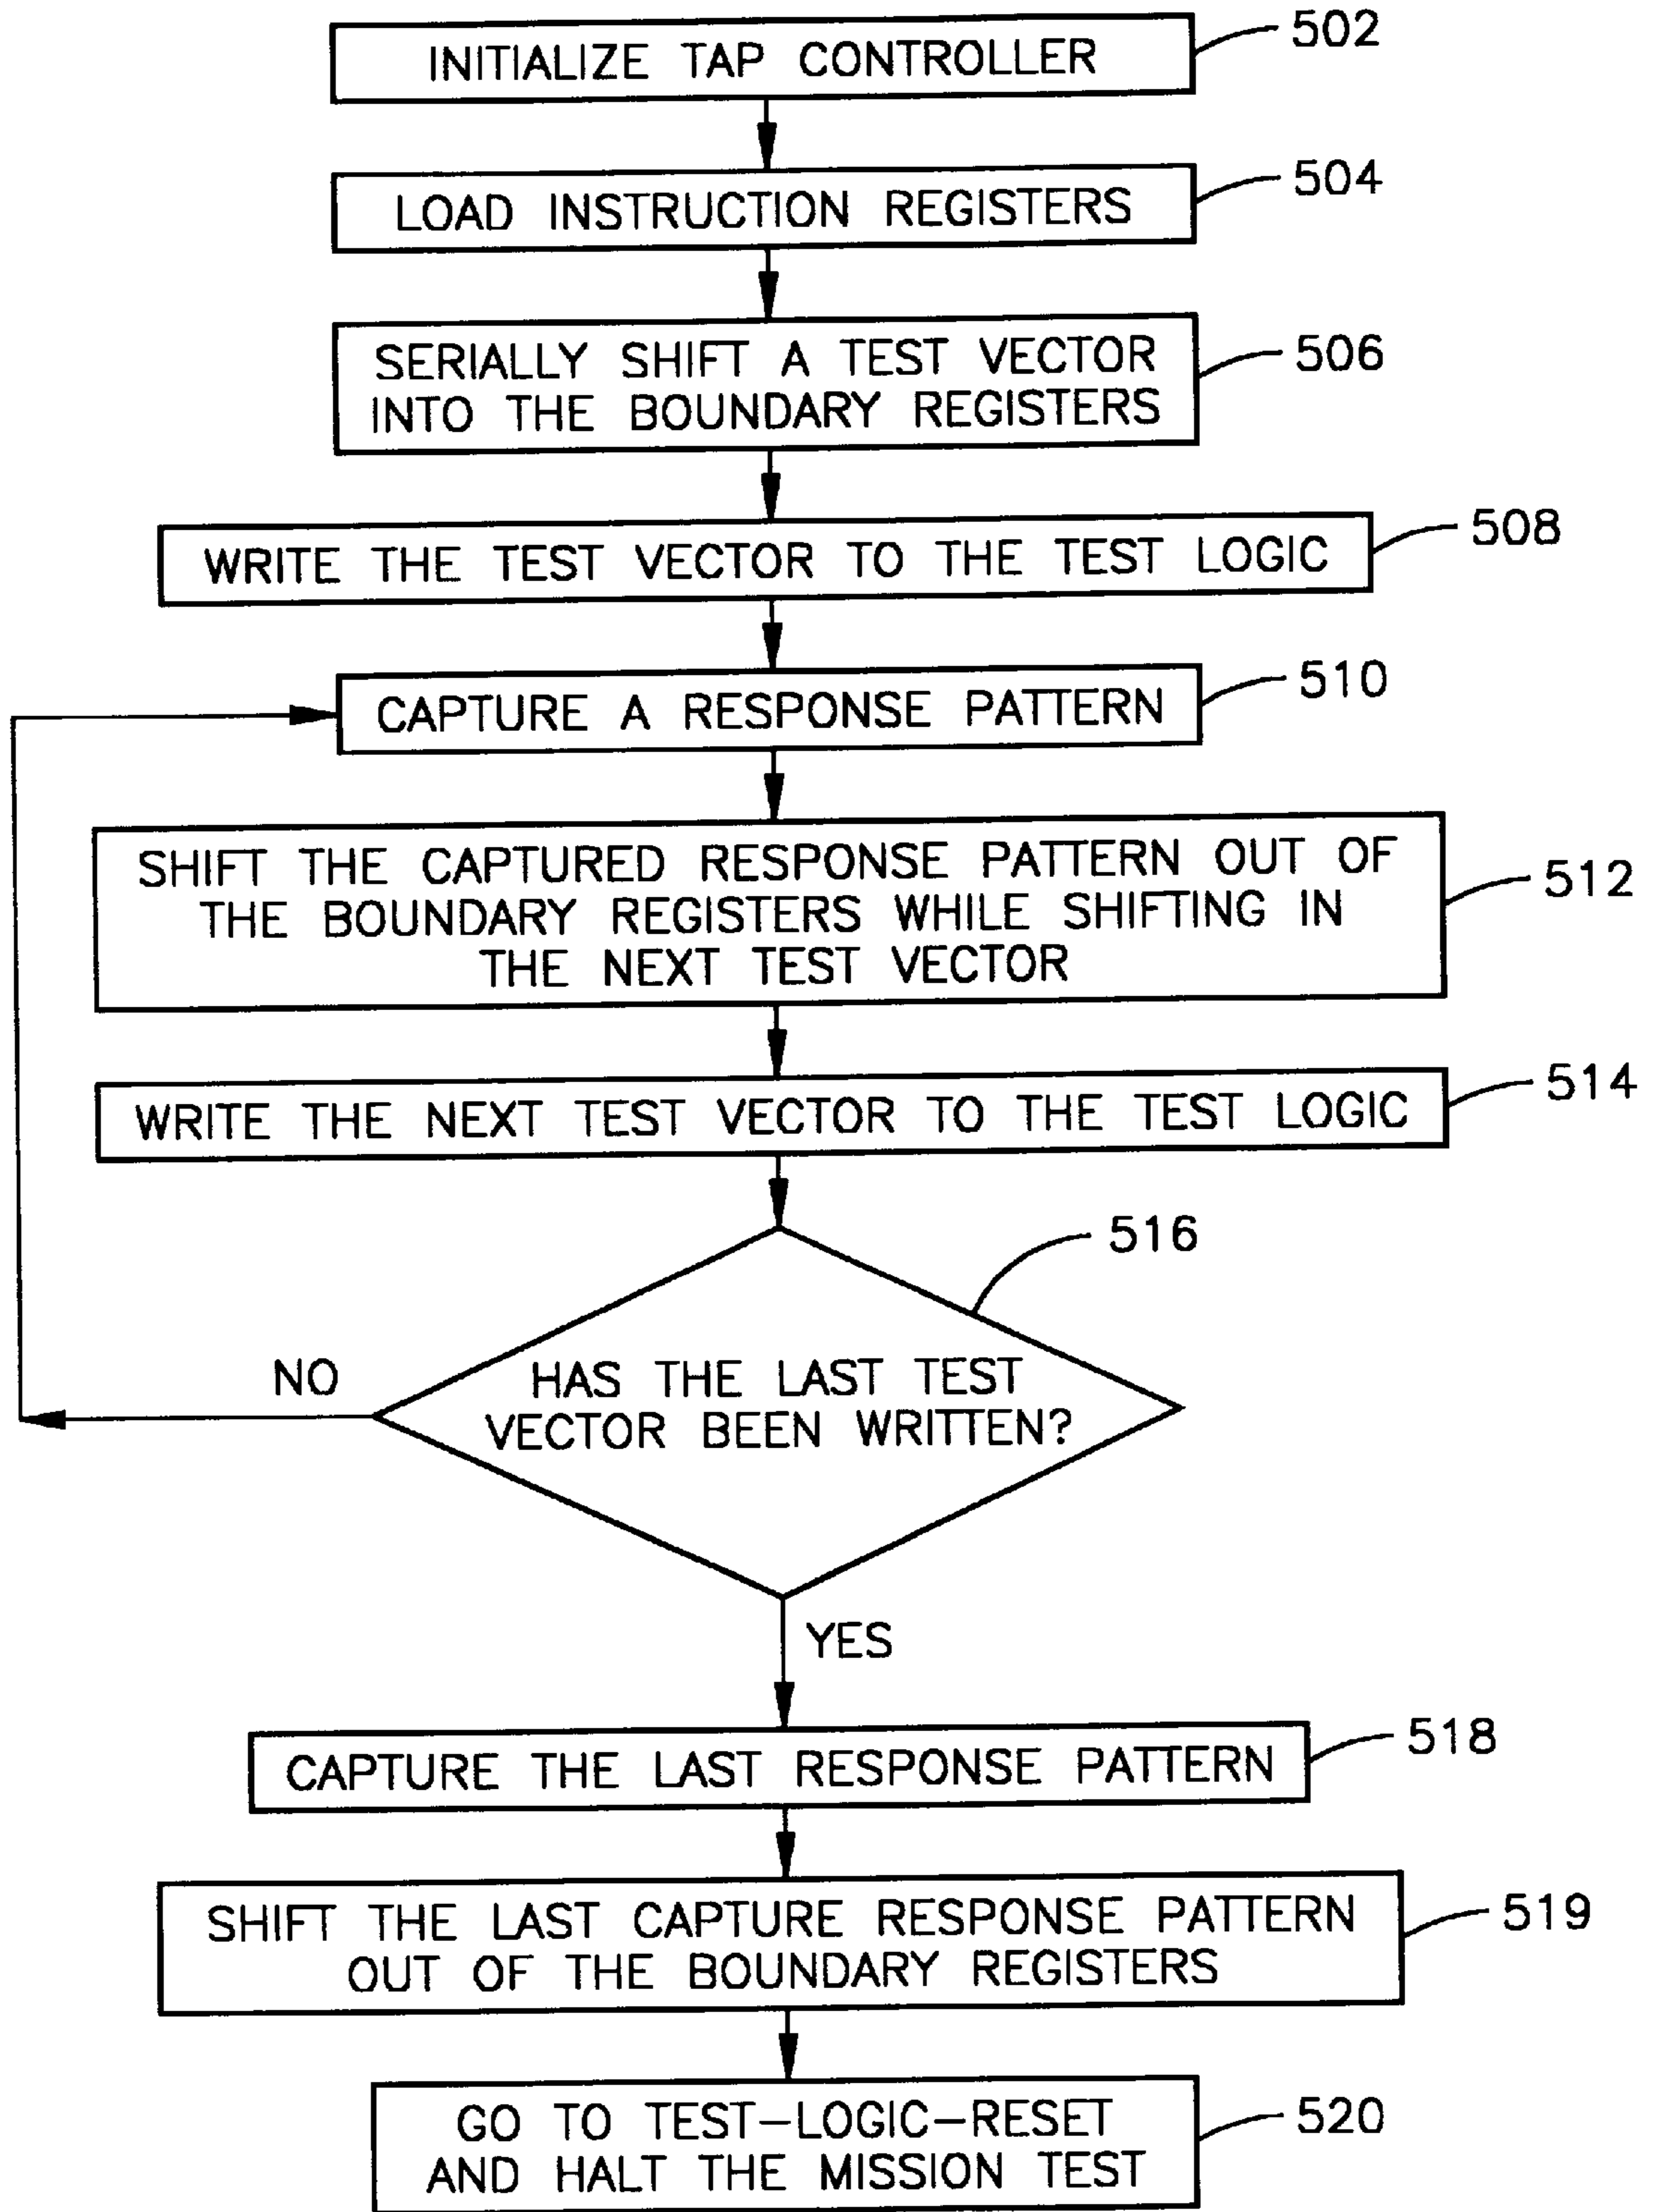 INITIALIZE TAP CONTROLLER
502
LOAD INSTRUCTION REGISTERS
504
SERIALLY SHIFT A TEST VECTOR
INTO THE BOUNDARY REGISTERS
506
WRITE THE TEST VECTOR TO THE TEST LOGIC
508
CAPTURE A RESPONSE PATTERN
510
SHIFT THE CAPTURED RESPONSE PATTERN OUT OF
THE BOUNDARY REGISTERS WHILE SHIFTING IN
THE NEXT TEST VECTOR
512
WRITE THE NEXT TEST VECTOR TO THE TEST LOGIC
514
516
HAS THE LAST TEST
VECTOR BEEN WRITTEN?
NO
YES
CAPTURE THE LAST RESPONSE PATTERN
518
SHIFT THE LAST CAPTURE RESPONSE PATTERN
OUT OF THE BOUNDARY REGISTERS
519
GO TO TEST-LOGIC-RESET
AND HALT THE MISSION TEST
520